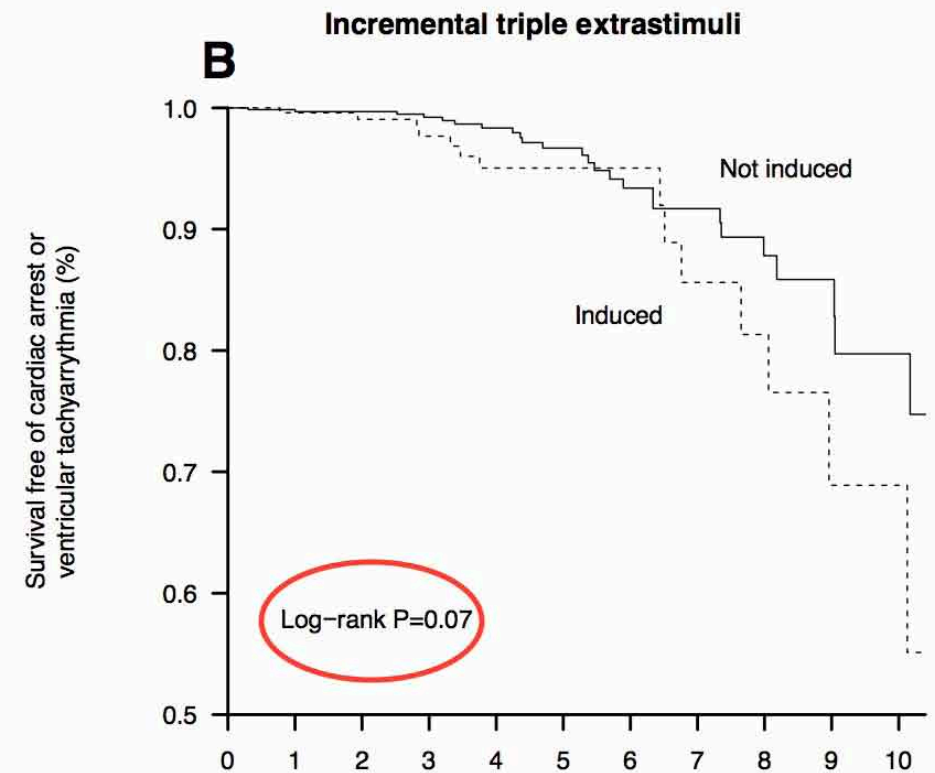 Incremental triple extrastimuli
B
Survival free of cardiac arrest or
ventricular tachyarrythmia (%)
1.0
0.9
0.8
0.7
0.6
0.5
Not induced
Induced
Log-rank P=0.07
0 1 2 3 4 5 6 7 8 9 10